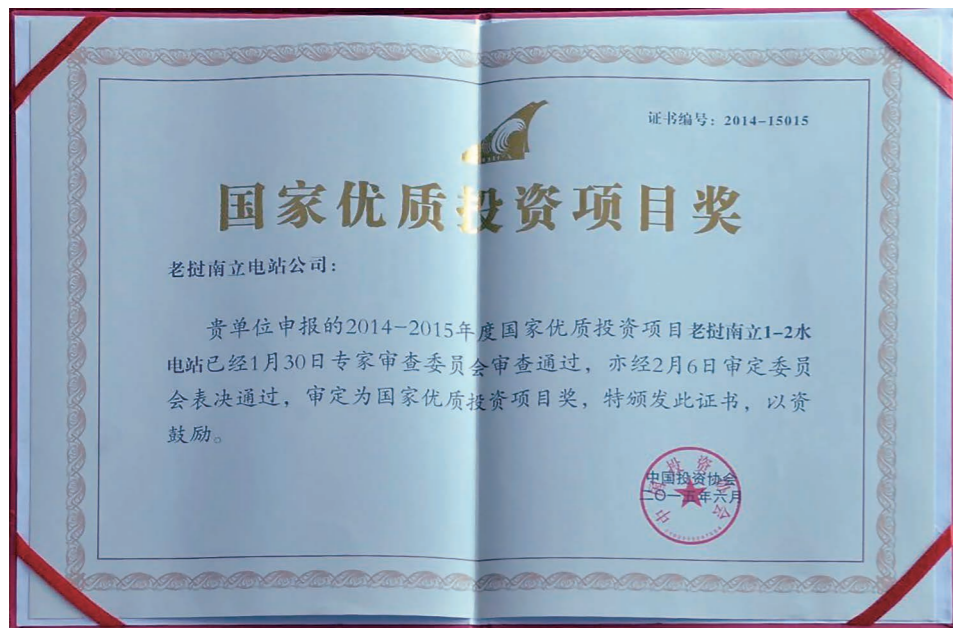 证书编号：2014-15015
国家优质投资项目奖
老挝南立电站公司：
贵单位申报的2014-2015年度国家优质投资项目老挝南立1-2水
电站已经1月30日专家审查委员会审查通过，亦经2月6日审定委员
会表决通过，审定为国家优质投资项目奖，特颁发此证书，以资
鼓励。
中国投资协会
中国投资协会
二〇一五年六月